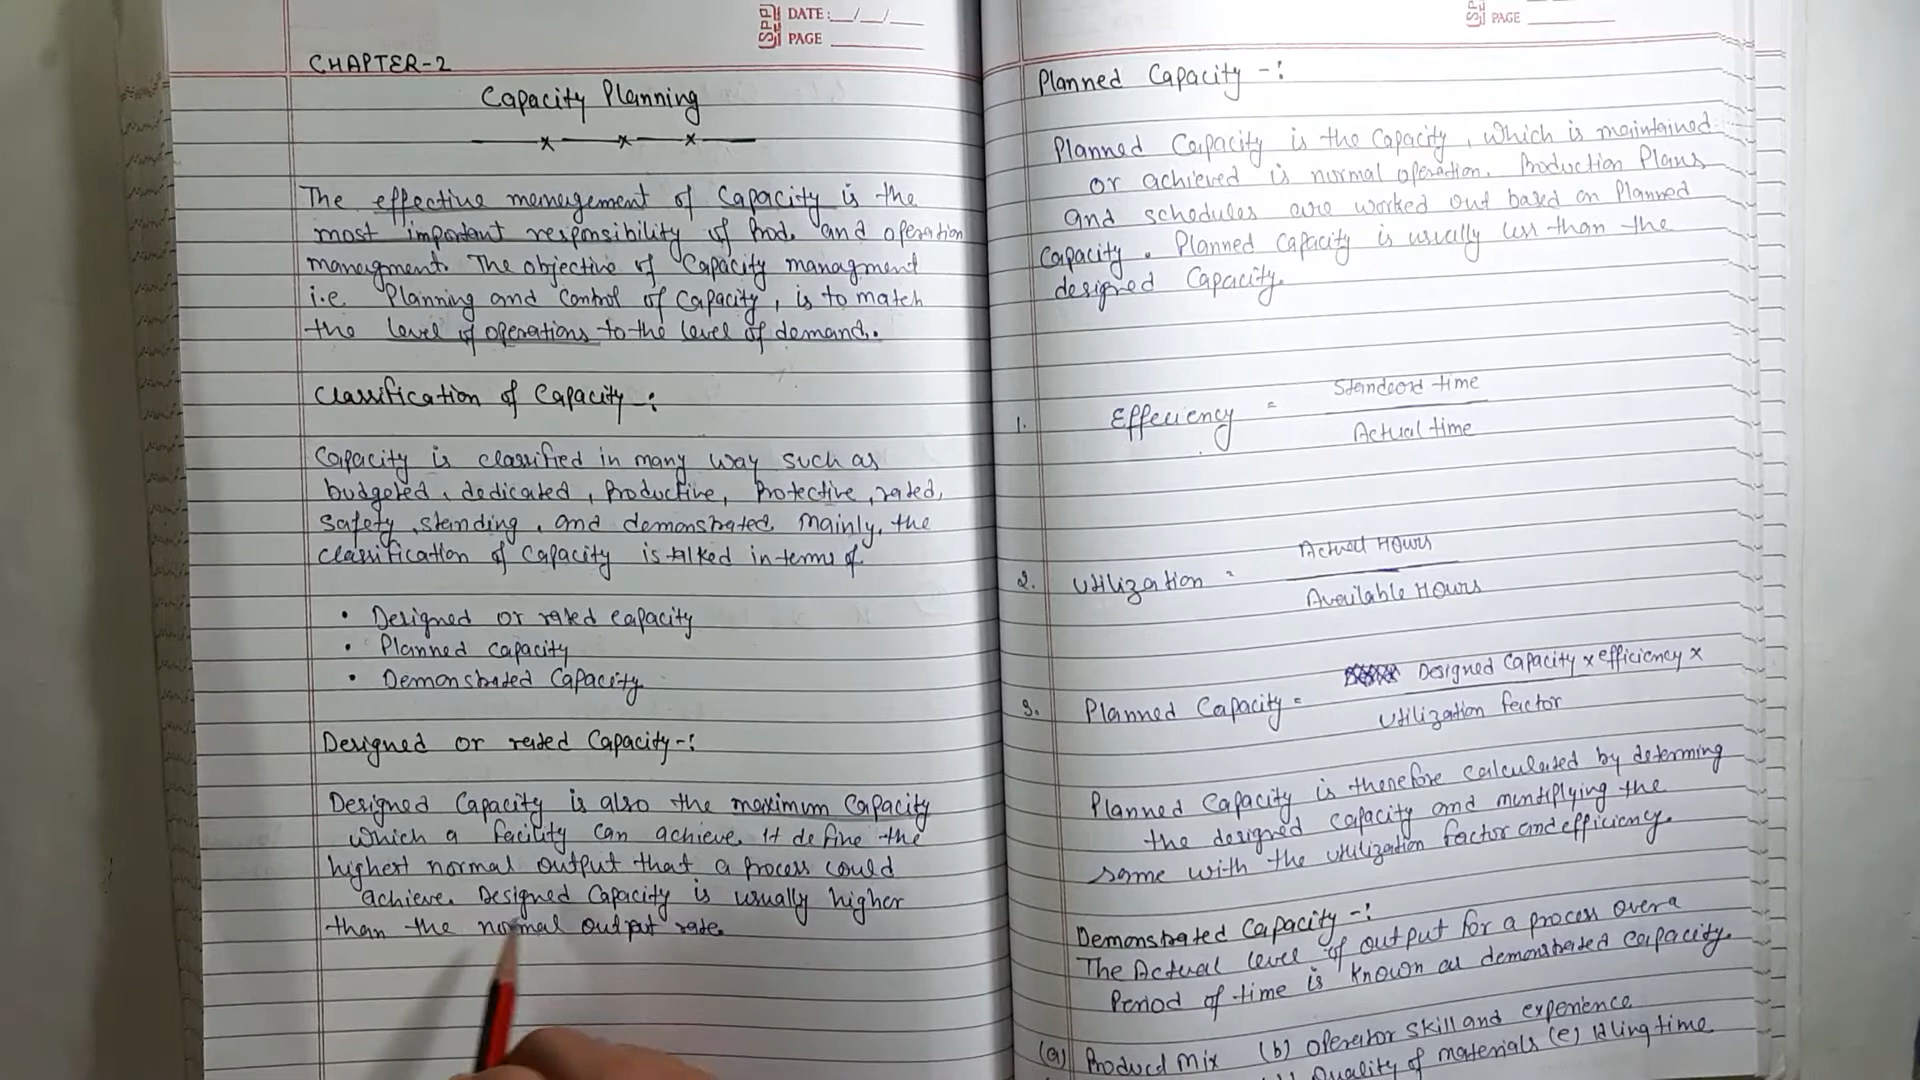 SPP DATE: __/__/__
PAGE
CHAPTER-2
Capacity Planning
The effective menegement of Capacity is the
most important responsibility of Prod. and operation
manegment. The objective of Capacity managment
i.e Planning and Control of Capacity, is to match
the level of operations to the level of demand.
Classification of Capacity-:
Capacity is classified in many way such as
budgeted, dedicated, Productive, Protective, rated,
Safety, standing, and demonstrated. Mainly, the
classification of Capacity is talked in terms of
• Designed or rated capacity
• Planned capacity
• Demonstrated Capacity
Designed or rated Capacity-:
Designed Capacity is also the maximum Capacity
which a facility can achieve. It define the
highest normal output that a process could
achieve. Designed Capacity is usually higher
than the normal output rate.
PAGE
Planned Capacity-:
Planned Capacity is the Capacity, which is maintained
or achieved is normal operation. Production Plans
and schedules are worked out based on Planned
Capacity. Planned Capacity is usually less than the
designed Capacity.
1. Effeciency = Standard time
Actual time
2. Utilization = Actual Hours
Available Hours
3. Planned Capacity = Designed Capacity x efficiency x
Utilization factor
Planned Capacity is therefore calculated by determing
the designed capacity and multiplying the
same with the utilization factor and efficiency.
Demonstrated Capacity-:
The Actual level of output for a process over a
Period of time is known as demonstrated capacity.
(a) Product Mix (b) operator skill and experience
Quality of materials (e) Idling time